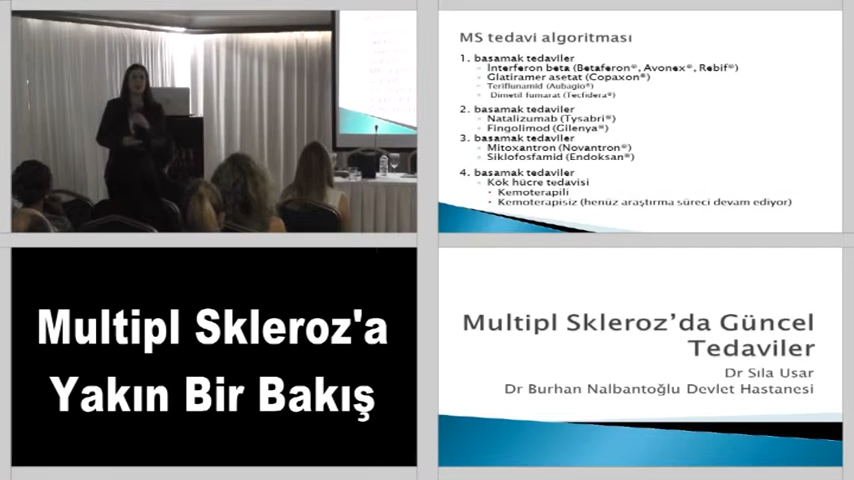 MS tedavi algoritması
1. basamak tedaviler
İnterferon beta (Betaferon®, Avonex®, Rebif®)
Glatiramer asetat (Copaxon®)
Teriflunamid (Aubagio®)
Dimetil fumarat (Tecfidera®)
2. basamak tedaviler
Natalizumab (Tysabri®)
Fingolimod (Gilenya®)
3. basamak tedaviler
Mitoxantron (Novantron®)
Siklofosfamid (Endoksan®)
4. basamak tedaviler
Kök hücre tedavisi
Kemoterapili
Kemoterapisiz (henüz araştırma süreci devam ediyor)
Multipl Skleroz'a
Yakın Bir Bakış
Multipl Skleroz'da Güncel
Tedaviler
Dr Sıla Usar
Dr Burhan Nalbantoğlu Devlet Hastanesi